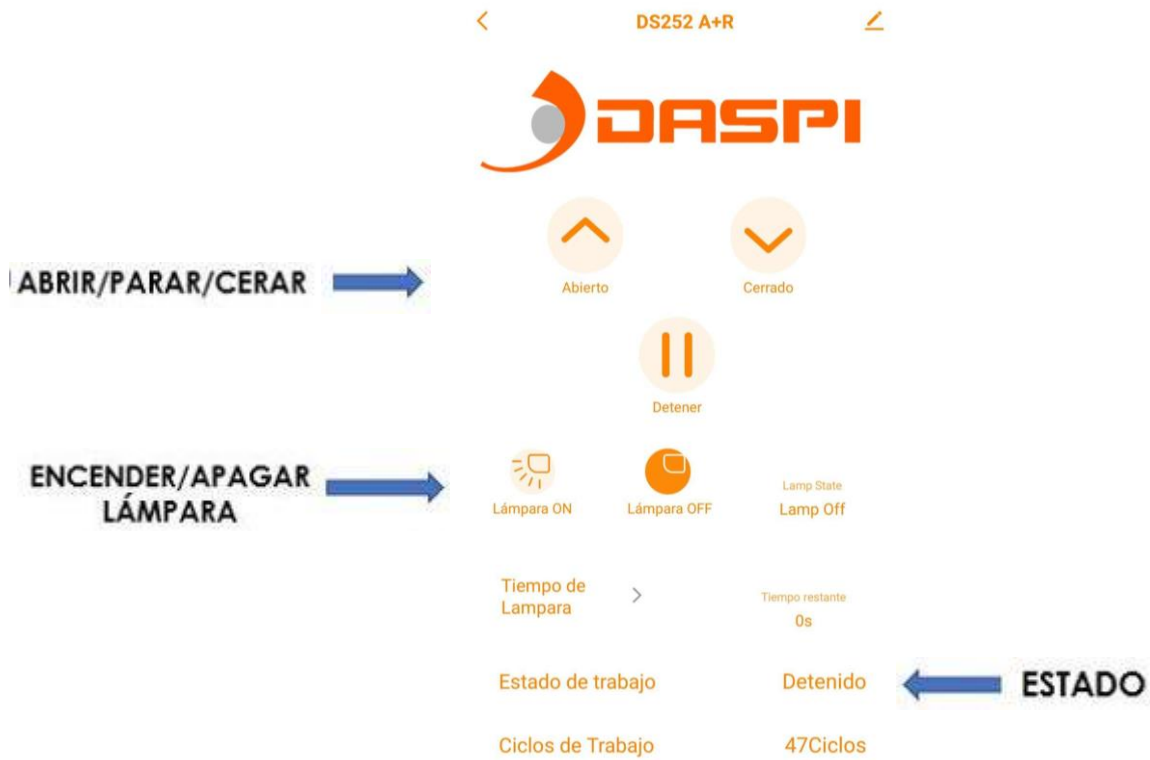 DS252 A+R
DASPI
Abierto
Cerrado
ABRIR/PARAR/CERAR
Detener
ENCENDER/APAGAR
LÁMPARA
Lámpara ON
Lámpara OFF
Lamp State
Lamp Off
Tiempo de
Lampara
Tiempo restante
0s
Estado de trabajo
Detenido
ESTADO
Ciclos de Trabajo
47Ciclos